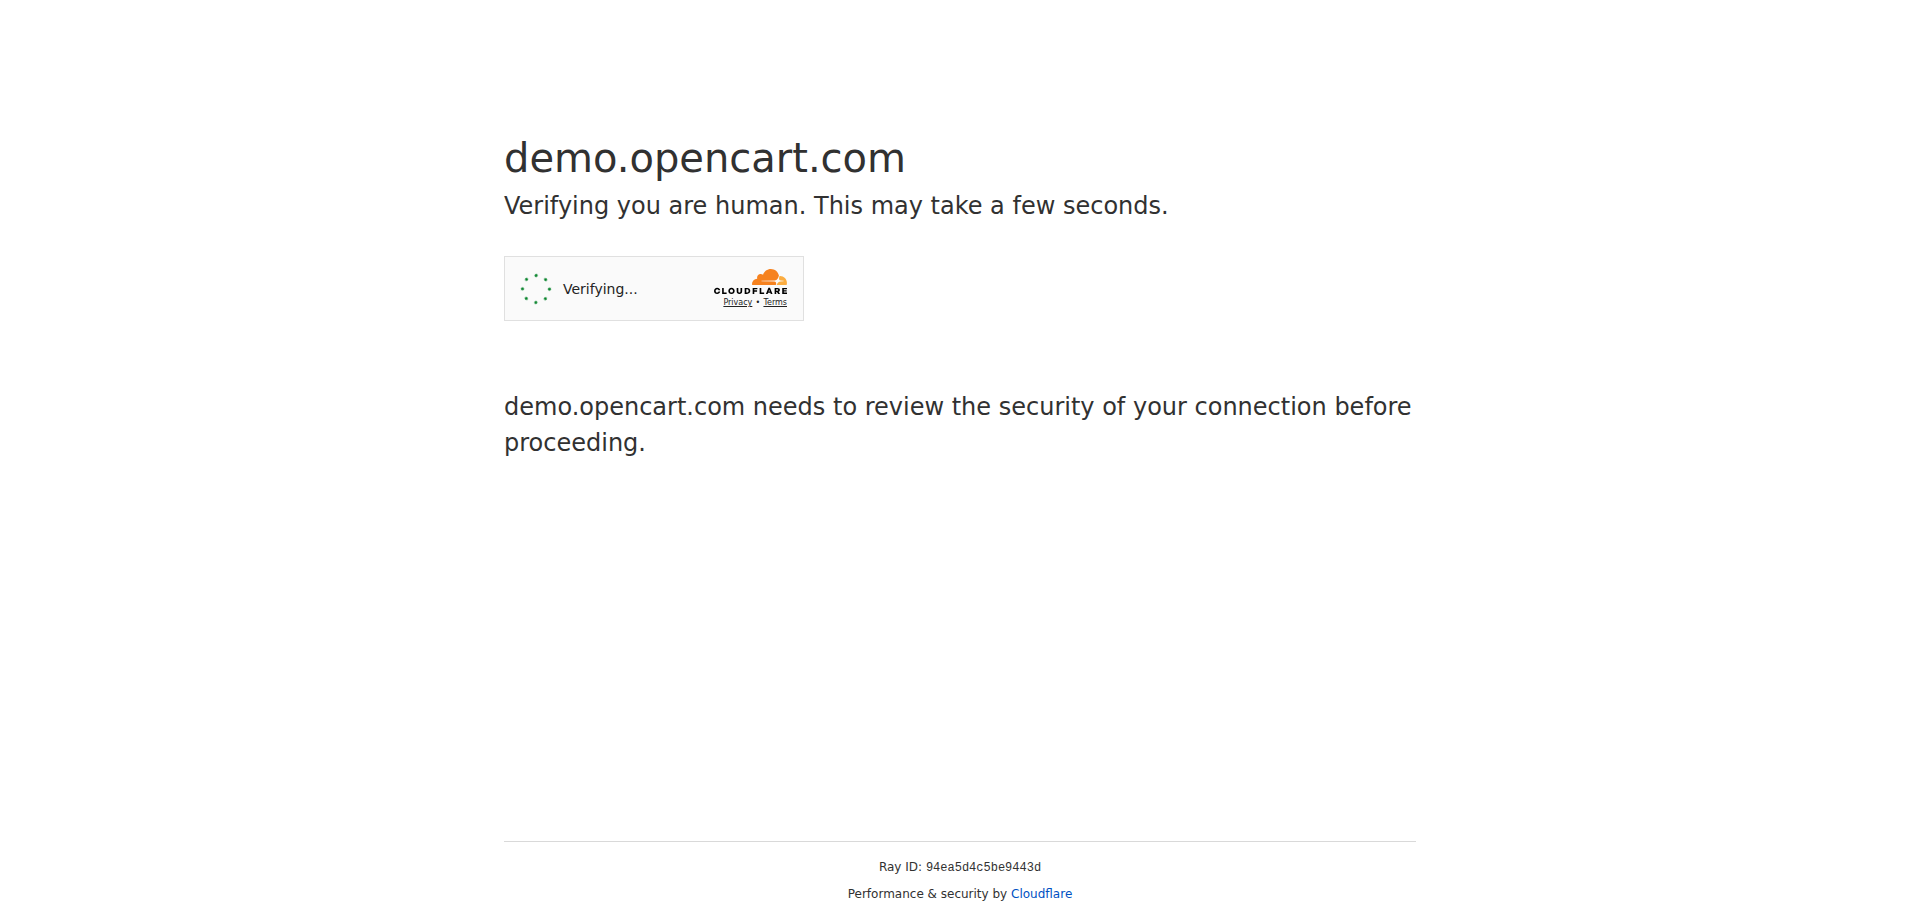 demo.opencart.com
Verifying you are human. This may take a few seconds.
Verifying...
CLOUDFLARE
Privacy • Terms
demo.opencart.com needs to review the security of your connection before
proceeding.
Ray ID: 94ea5d4c5be9443d
Performance & security by Cloudflare